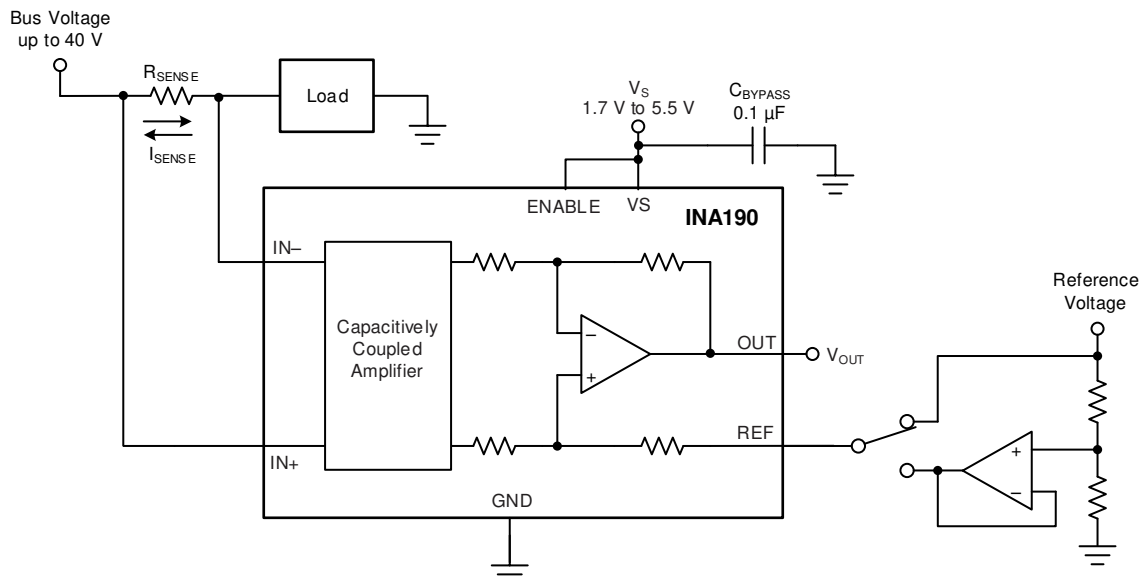 Bus Voltage
up to 40 V
RSENSE
ISENSE
Load
VS
1.7 V to 5.5 V
CBYPASS
0.1 µF
ENABLE
VS
INA190
IN–
Capacitively
Coupled
Amplifier
–
+
OUT
VOUT
REF
IN+
GND
Reference
Voltage
+
–